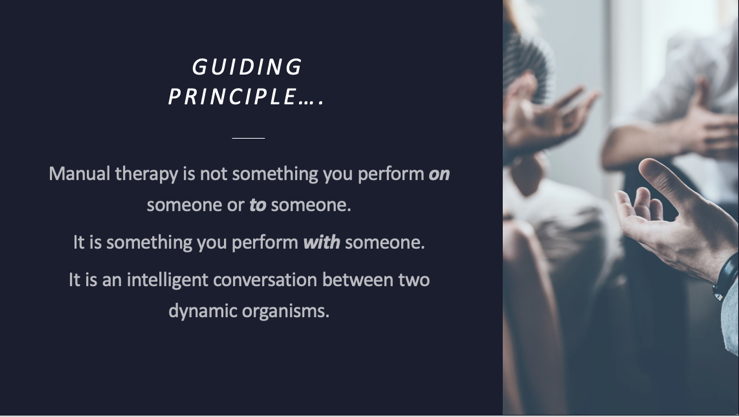 GUIDING
PRINCIPLE….
Manual therapy is not something you perform on
someone or to someone.
It is something you perform with someone.
It is an intelligent conversation between two
dynamic organisms.